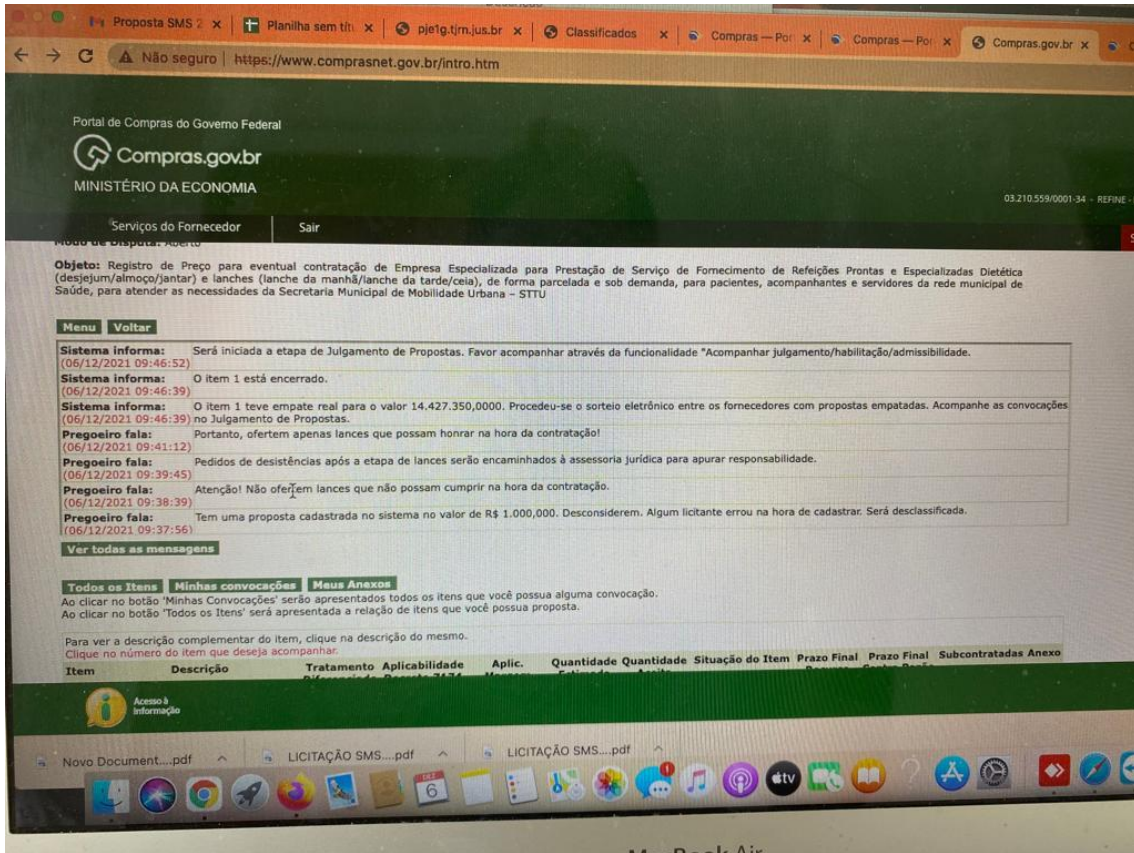 Proposta SMS 2
Planilha sem títu
pje1g.tjrn.jus.br
Classificados
Compras — Por
Compras — Por
Compras.gov.br
Não seguro | https://www.comprasnet.gov.br/intro.htm
Portal de Compras do Governo Federal
Compras.gov.br
MINISTÉRIO DA ECONOMIA
03.210.559/0001-34 - REFINE -
Serviços do Fornecedor Sair
Modo de Disputa: Aberto
Objeto: Registro de Preço para eventual contratação de Empresa Especializada para Prestação de Serviço de Fornecimento de Refeições Prontas e Especializadas Dietética
(desjejum/almoço/jantar) e lanches (lanche da manhã/lanche da tarde/ceia), de forma parcelada e sob demanda, para pacientes, acompanhantes e servidores da rede municipal de
Saúde, para atender as necessidades da Secretaria Municipal de Mobilidade Urbana – STTU
Menu Voltar
Sistema informa: Será iniciada a etapa de Julgamento de Propostas. Favor acompanhar através da funcionalidade "Acompanhar julgamento/habilitação/admissibilidade.
(06/12/2021 09:46:52)
Sistema informa: O item 1 está encerrado.
(06/12/2021 09:46:39)
Sistema informa: O item 1 teve empate real para o valor 14.427.350,0000. Procedeu-se o sorteio eletrônico entre os fornecedores com propostas empatadas. Acompanhe as convocações
(06/12/2021 09:46:39) no Julgamento de Propostas.
Pregoeiro fala: Portanto, ofertem apenas lances que possam honrar na hora da contratação!
(06/12/2021 09:41:12)
Pregoeiro fala: Pedidos de desistências após a etapa de lances serão encaminhados à assessoria jurídica para apurar responsabilidade.
(06/12/2021 09:39:45)
Pregoeiro fala: Atenção! Não ofertem lances que não possam cumprir na hora da contratação.
(06/12/2021 09:38:39)
Pregoeiro fala: Tem uma proposta cadastrada no sistema no valor de R$ 1.000,000. Desconsiderem. Algum licitante errou na hora de cadastrar. Será desclassificada.
(06/12/2021 09:37:56)
Ver todas as mensagens
Todos os Itens Minhas convocações Meus Anexos
Ao clicar no botão 'Minhas Convocações' serão apresentados todos os itens que você possua alguma convocação.
Ao clicar no botão 'Todos os Itens' será apresentada a relação de itens que você possua proposta.
Para ver a descrição complementar do item, clique na descrição do mesmo.
Clique no número do item que deseja acompanhar.
Item Descrição Tratamento Aplicabilidade Aplic. Quantidade Quantidade Situação do Item Prazo Final Prazo Final Subcontratadas Anexo
Acesso à
Informação
Novo Document....pdf
LICITAÇÃO SMS....pdf
LICITAÇÃO SMS....pdf
DEZ
6
1
tv